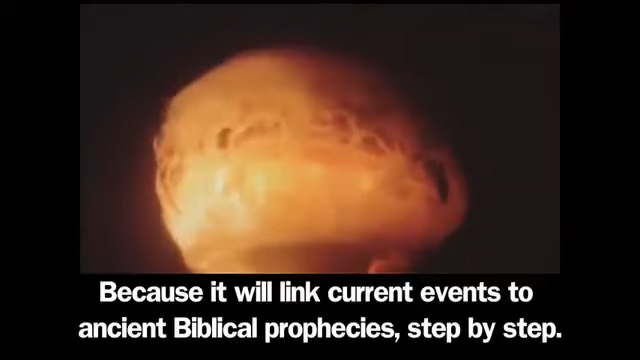 Because it will link current events to
ancient Biblical prophecies, step by step.